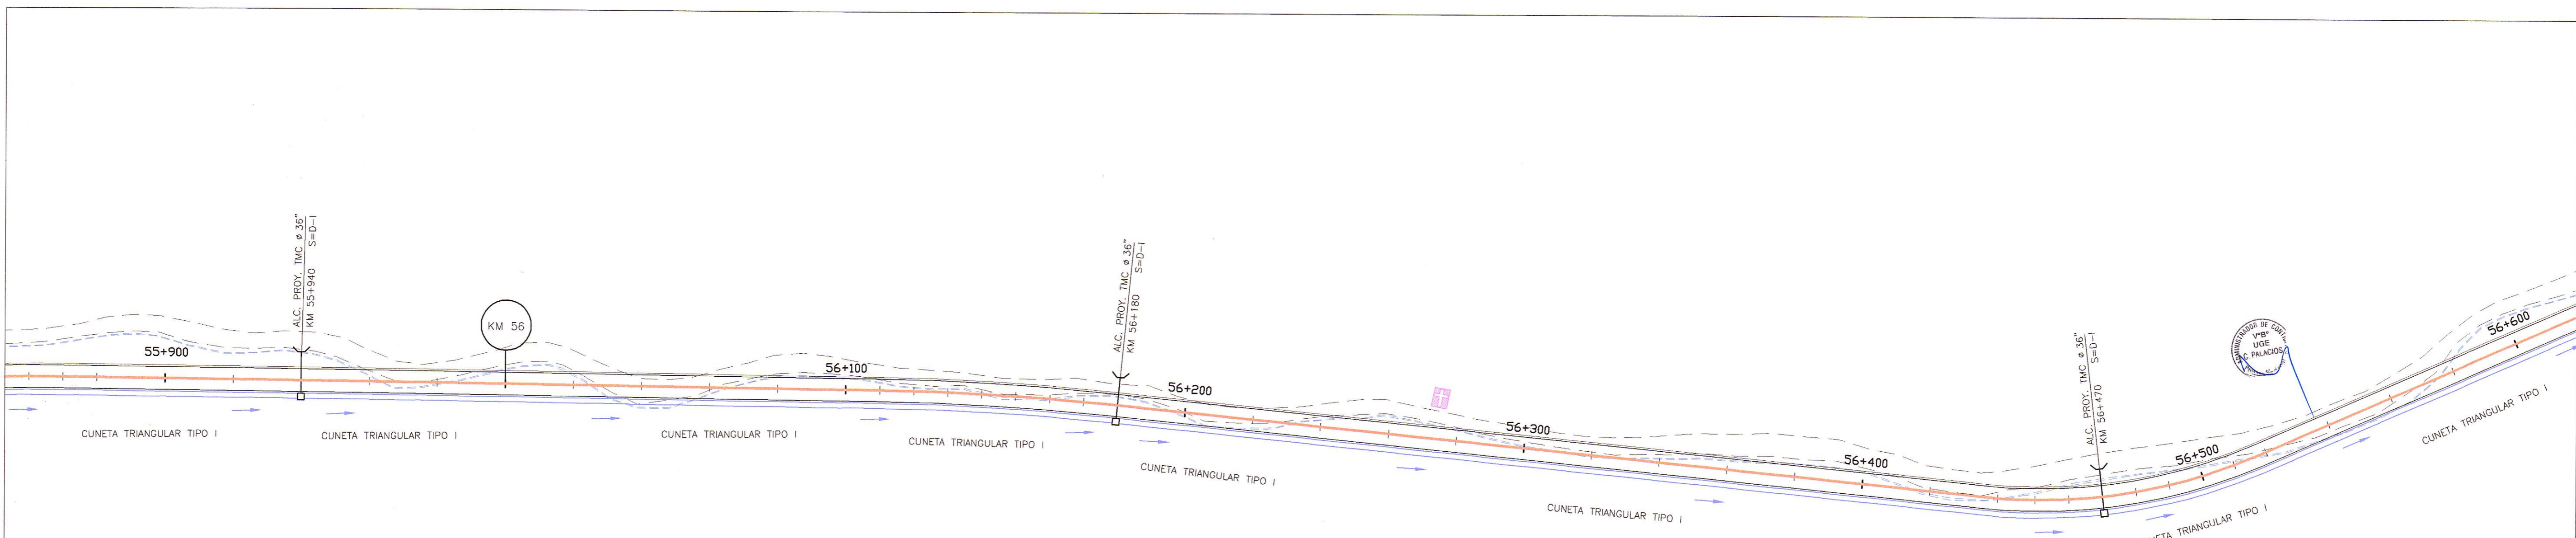 ALC. PROY. TMC ø 36"
KM 55+940 S=D-I
55+900
CUNETA TRIANGULAR TIPO I
CUNETA TRIANGULAR TIPO I
KM 56
CUNETA TRIANGULAR TIPO I
56+100
CUNETA TRIANGULAR TIPO I
ALC. PROY. TMC ø 36"
KM 56+180 S=D-I
56+200
CUNETA TRIANGULAR TIPO I
56+300
CUNETA TRIANGULAR TIPO I
56+400
ALC. PROY. TMC ø 36"
KM 56+470 S=D-I
56+500
TRIANGULAR TIPO I
ADMINISTRADOR DE
V°B°
UGE
C. PALACIOS
56+600
CUNETA TRIANGULAR TIPO I